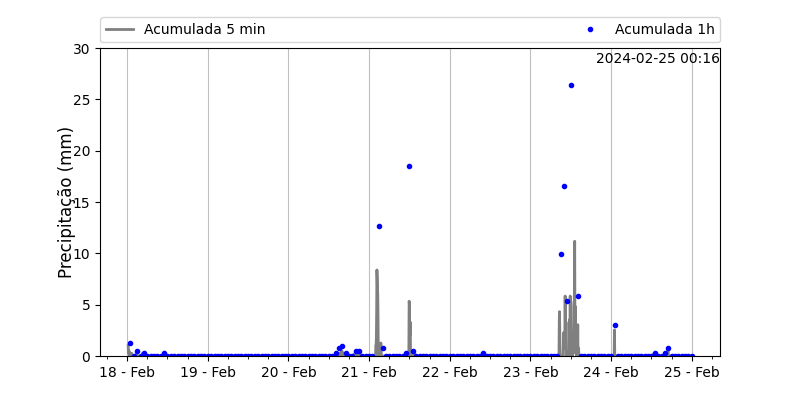 Acumulada 5 min Acumulada 1h
2024-02-25 00:16
Precipitação (mm)
30
25
20
15
10
5
0
18 - Feb 19 - Feb 20 - Feb 21 - Feb 22 - Feb 23 - Feb 24 - Feb 25 - Feb